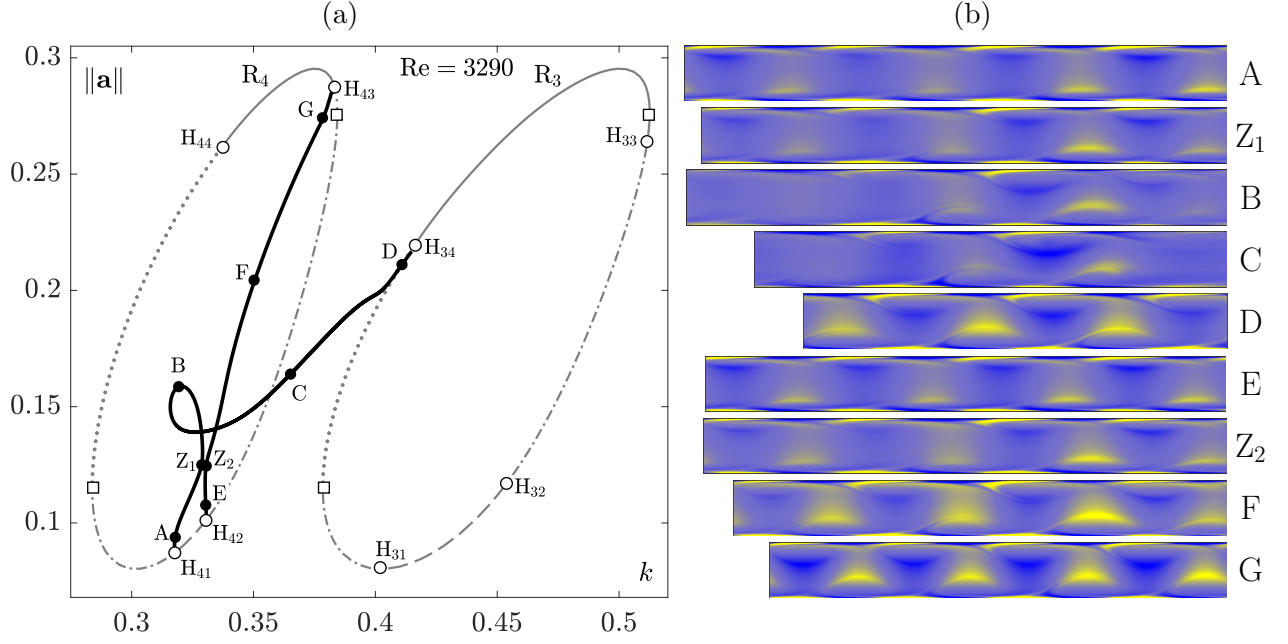 (a)
(b)
0.3
0.25
0.2
0.15
0.1
0.3
0.35
0.4
0.45
0.5
‖a‖
k
Re = 3290
R₄
R₃
H₄₃
G
H₄₄
H₃₃
D
H₃₄
F
B
C
Z₁
Z₂
E
H₄₂
H₃₂
A
H₄₁
H₃₁
A
Z₁
B
C
D
E
Z₂
F
G